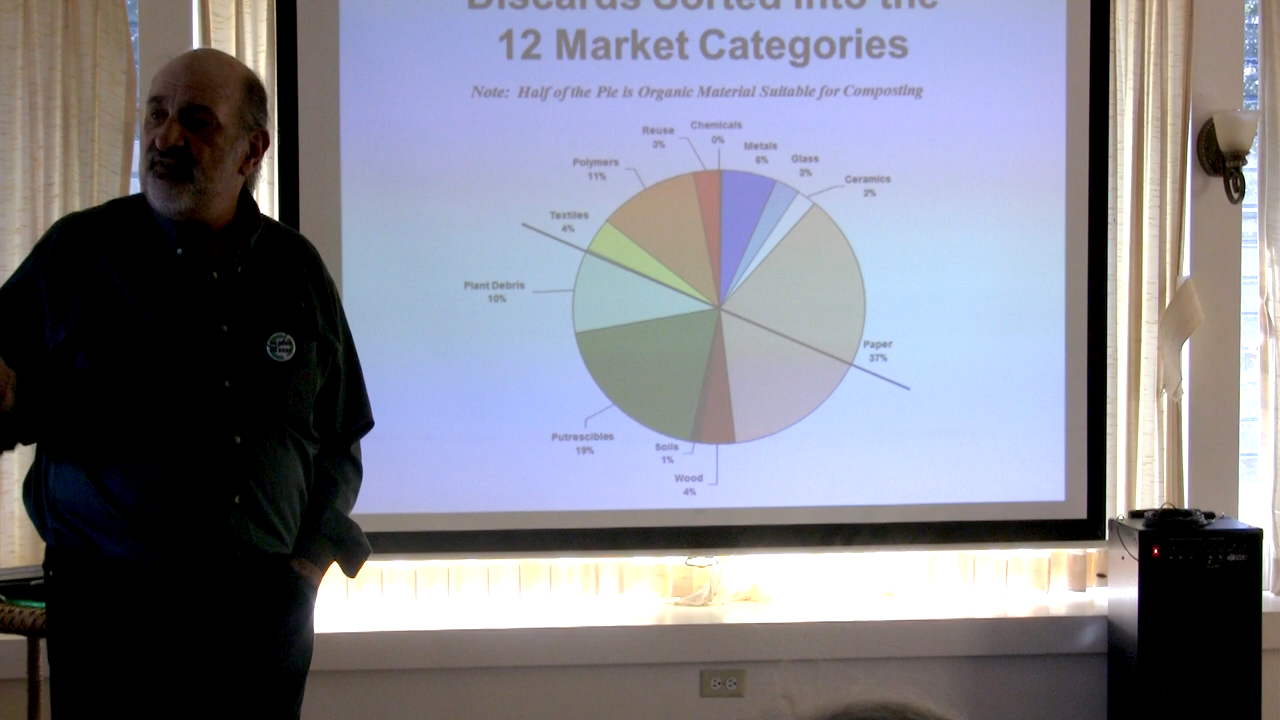 Discards Sorted into the
12 Market Categories
Note: Half of the Pie is Organic Material Suitable for Composting
Chemicals
0%
Reuse
3%
Metals
6%
Glass
3%
Polymers
11%
Ceramics
2%
Textiles
4%
Plant Debris
10%
Paper
37%
Putrescibles
19%
Soils
1%
Wood
4%